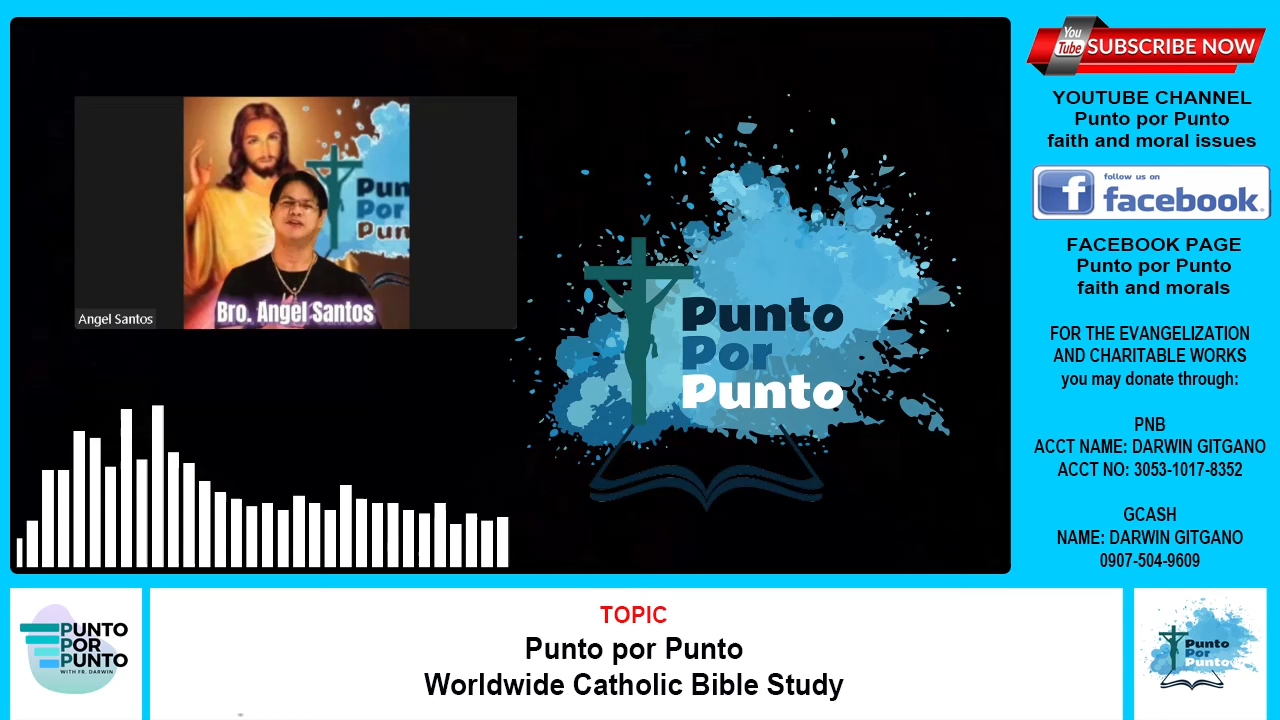 Pun
Por
Pun
Bro. Angel Santos
Angel Santos
Punto
Por
Punto
You
Tube
SUBSCRIBE NOW
YOUTUBE CHANNEL
Punto por Punto
faith and moral issues
follow us on
f facebook
FACEBOOK PAGE
Punto por Punto
faith and morals
FOR THE EVANGELIZATION
AND CHARITABLE WORKS
you may donate through:
PNB
ACCT NAME: DARWIN GITGANO
ACCT NO: 3053-1017-8352
GCASH
NAME: DARWIN GITGANO
0907-504-9609
PUNTO
POR
PUNTO
WITH FR. DARWIN
TOPIC
Punto por Punto
Worldwide Catholic Bible Study
Punto
Por
Punto